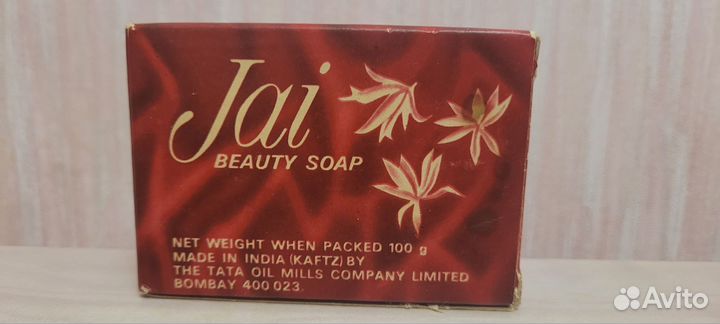 Jai
BEAUTY SOAP
NET WEIGHT WHEN PACKED 100 g
MADE IN INDIA (KAFTZ) BY
THE TATA OIL MILLS COMPANY LIMITED
BOMBAY 400 023.
Avito